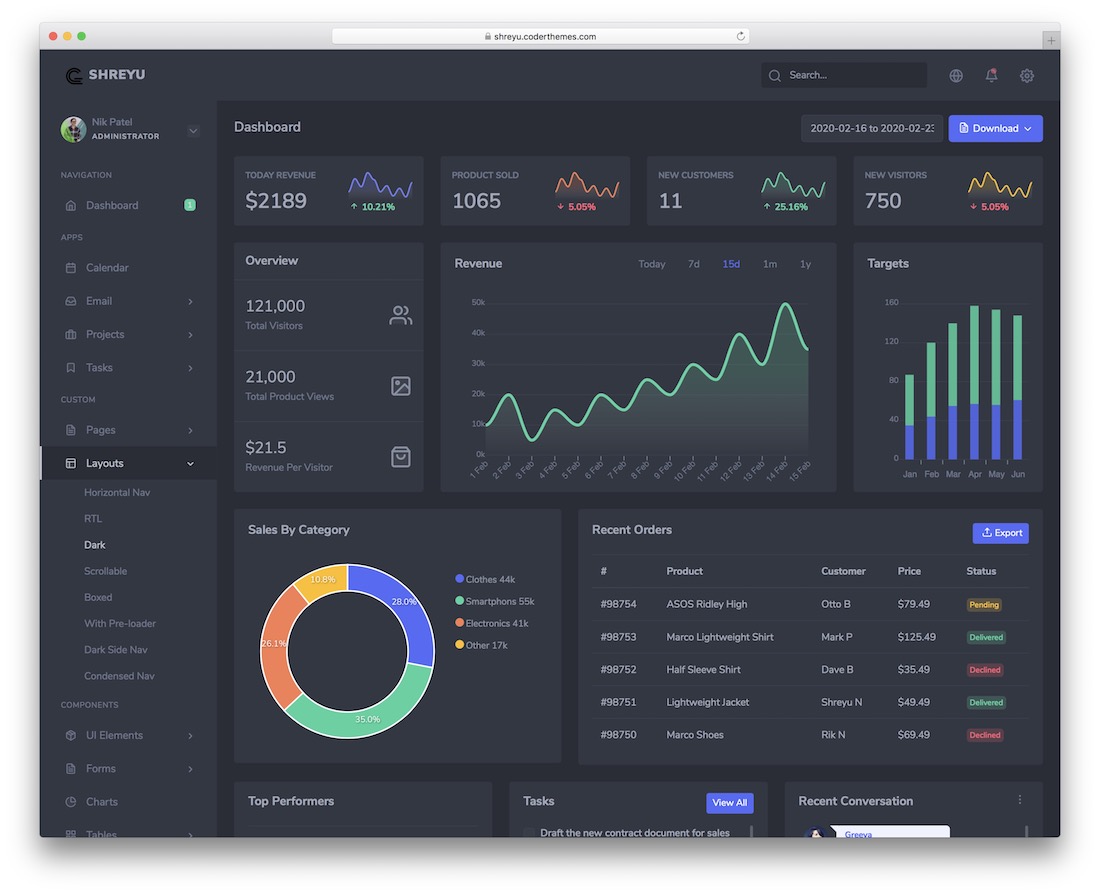 shreyu.coderthemes.com
SHREYU
Search...
Nik Patel
ADMINISTRATOR
NAVIGATION
Dashboard 1
APPS
Calendar
Email
Projects
Tasks
CUSTOM
Pages
Layouts
Horizontal Nav
RTL
Dark
Scrollable
Boxed
With Pre-loader
Dark Side Nav
Condensed Nav
COMPONENTS
UI Elements
Forms
Charts
Tables
Dashboard
2020-02-16 to 2020-02-23
Download
TODAY REVENUE
$2189
10.21%
PRODUCT SOLD
1065
5.05%
NEW CUSTOMERS
11
25.16%
NEW VISITORS
750
5.05%
Overview
121,000
Total Visitors
21,000
Total Product Views
$21.5
Revenue Per Visitor
Revenue
Today 7d 15d 1m 1y
50k
40k
30k
20k
10k
0k
1 Feb 2 Feb 3 Feb 4 Feb 5 Feb 6 Feb 7 Feb 8 Feb 9 Feb 10 Feb 11 Feb 12 Feb 13 Feb 14 Feb 15 Feb
Targets
160
120
80
40
0
Jan Feb Mar Apr May Jun
Sales By Category
10.8%
28.0%
26.1%
35.0%
Clothes 44k
Smartphons 55k
Electronics 41k
Other 17k
Recent Orders
Export
# Product Customer Price Status
#98754 ASOS Ridley High Otto B $79.49 Pending
#98753 Marco Lightweight Shirt Mark P $125.49 Delivered
#98752 Half Sleeve Shirt Dave B $35.49 Declined
#98751 Lightweight Jacket Shreyu N $49.49 Delivered
#98750 Marco Shoes Rik N $69.49 Declined
Top Performers
Tasks
View All
Draft the new contract document for sales
Recent Conversation
Greeva